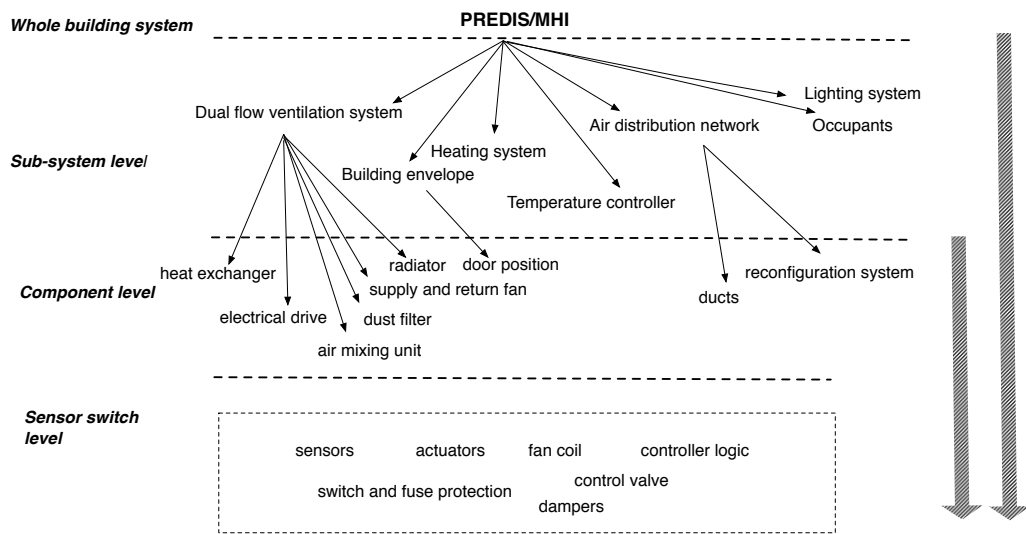 Whole building system
PREDIS/MHI
Lighting system
Dual flow ventilation system
Air distribution network
Occupants
Sub-system level
Heating system
Building envelope
Temperature controller
heat exchanger
radiator
door position
reconfiguration system
Component level
supply and return fan
ducts
electrical drive
dust filter
air mixing unit
Sensor switch
level
sensors
actuators
fan coil
controller logic
switch and fuse protection
control valve
dampers